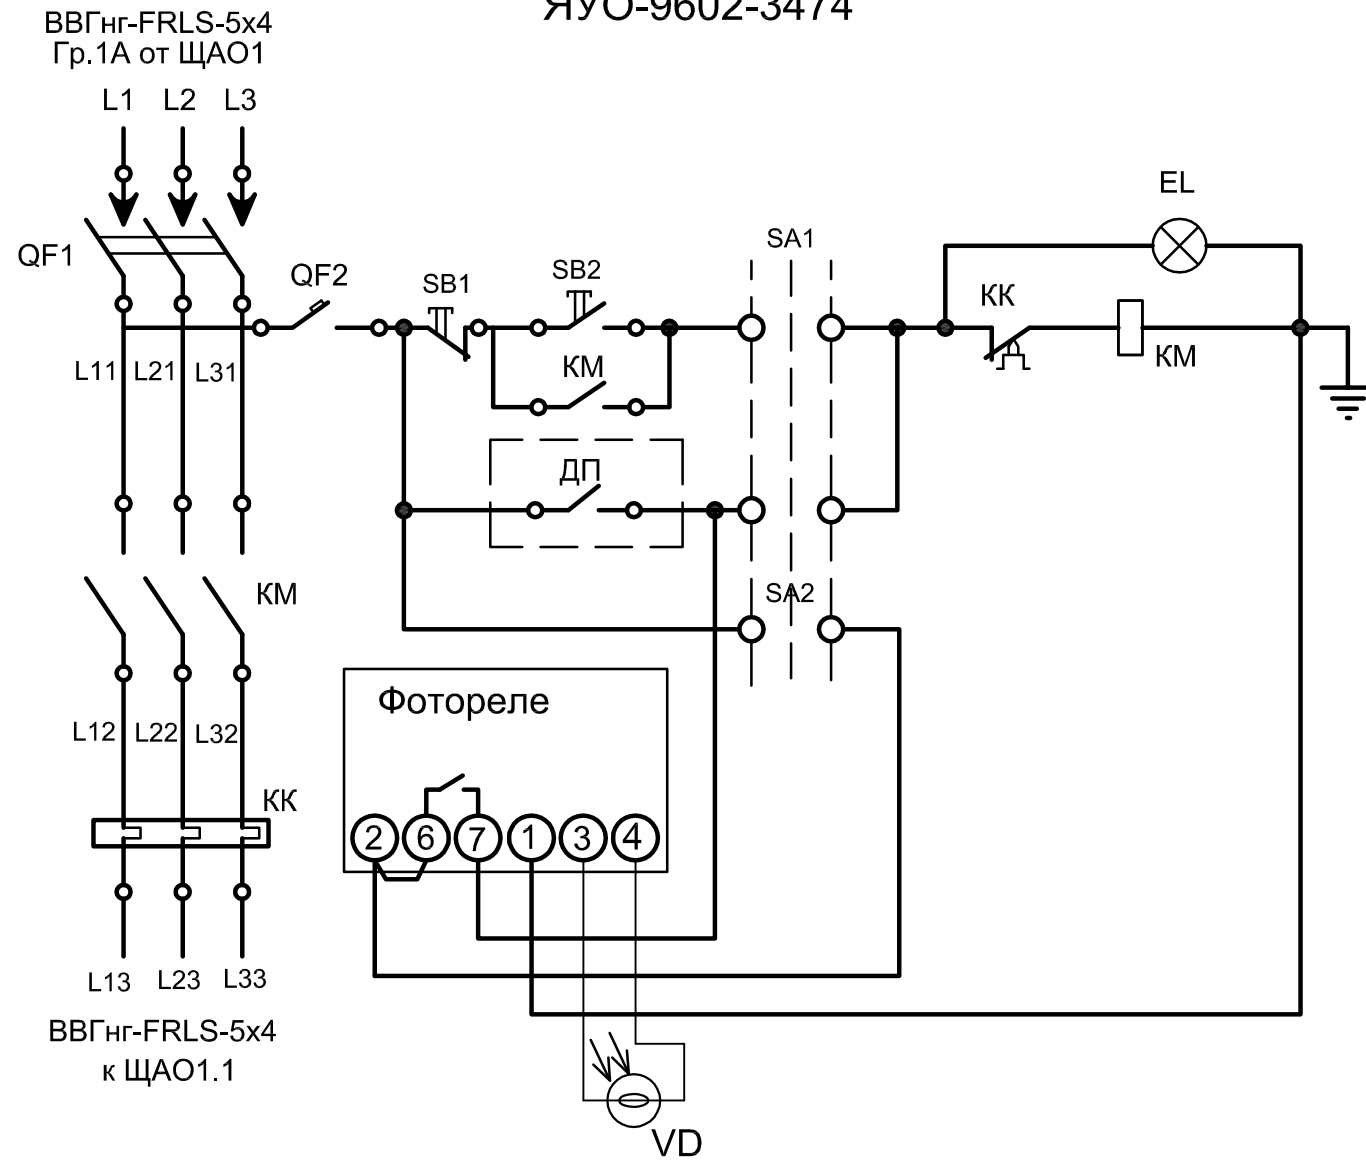 ЯУО-9602-3474
ВВГнг-FRLS-5x4
Гр.1А от ЩАО1
L1 L2 L3
EL
QF1
QF2
SB1
SB2
SA1
КК
КМ
КМ
L11 L21 L31
ДП
КМ
SA2
Фотореле
L12 L22 L32
КК
2 6 7 1 3 4
L13 L23 L33
ВВГнг-FRLS-5x4
к ЩАО1.1
VD